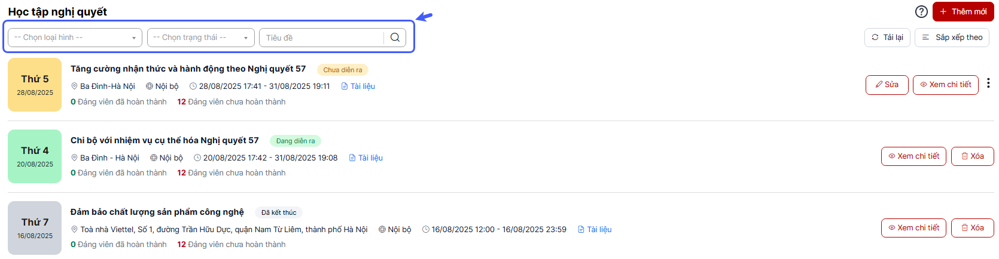 Học tập nghị quyết
Thêm mới
-- Chọn loại hình --
-- Chọn trạng thái --
Tiêu đề
Tải lại
Sắp xếp theo
Thứ 5
28/08/2025
Tăng cường nhận thức và hành động theo Nghị quyết 57 Chưa diễn ra
Ba Đình-Hà Nội Nội bộ 28/08/2025 17:41 - 31/08/2025 19:11 Tài liệu
0 Đảng viên đã hoàn thành 12 Đảng viên chưa hoàn thành
Sửa
Xem chi tiết
Thứ 4
20/08/2025
Chi bộ với nhiệm vụ cụ thể hóa Nghị quyết 57 Đang diễn ra
Ba Đình - Hà Nội Nội bộ 20/08/2025 17:42 - 31/08/2025 19:08 Tài liệu
0 Đảng viên đã hoàn thành 12 Đảng viên chưa hoàn thành
Xem chi tiết
Xóa
Thứ 7
16/08/2025
Đảm bảo chất lượng sản phẩm công nghệ Đã kết thúc
Toà nhà Viettel, Số 1, đường Trần Hữu Dực, quận Nam Từ Liêm, thành phố Hà Nội Nội bộ 16/08/2025 12:00 - 16/08/2025 23:59 Tài liệu
0 Đảng viên đã hoàn thành 12 Đảng viên chưa hoàn thành
Xem chi tiết
Xóa